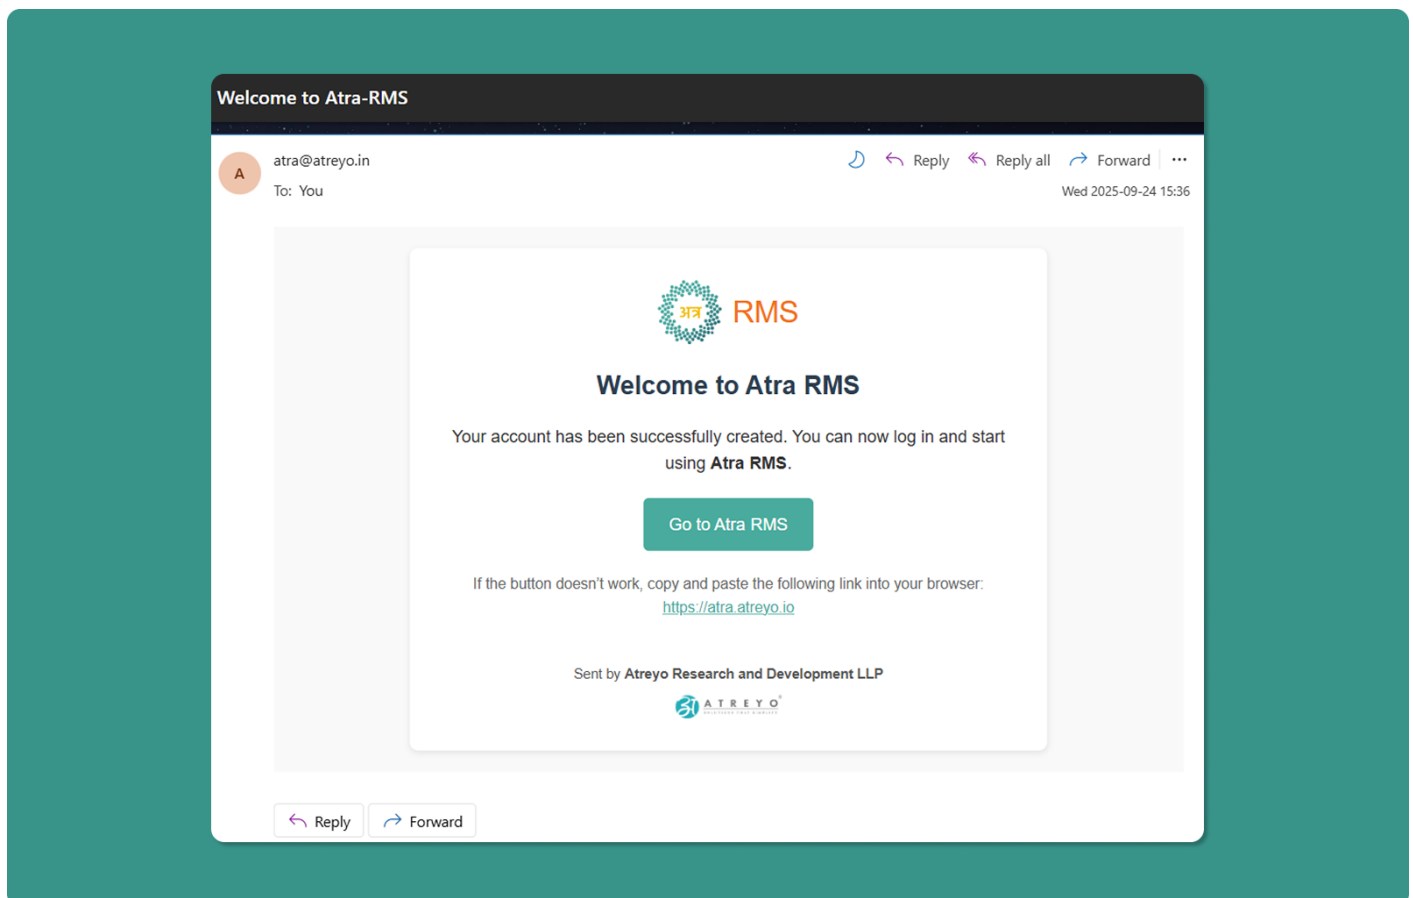 Welcome to Atra-RMS
A
atra@atreyo.in
Reply
Reply all
Forward
To: You
Wed 2025-09-24 15:36
अत्र
RMS
Welcome to Atra RMS
Your account has been successfully created. You can now log in and start
using Atra RMS.
Go to Atra RMS
If the button doesn’t work, copy and paste the following link into your browser:
https://atra.atreyo.io
Sent by Atreyo Research and Development LLP
ATREYO
Reply
Forward